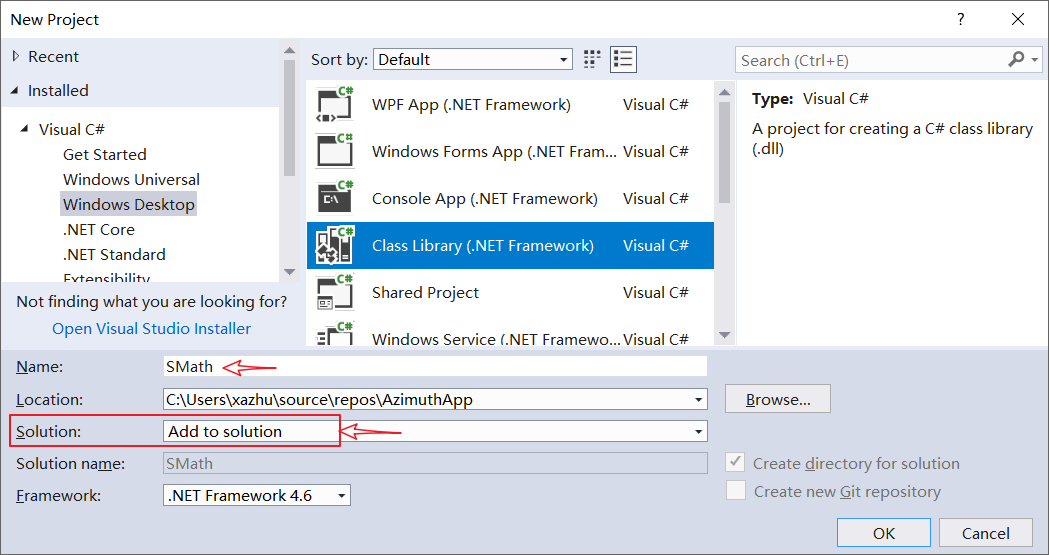 New Project
?
Recent
Installed
Visual C#
Get Started
Windows Universal
Windows Desktop
.NET Core
.NET Standard
Extensibility
Not finding what you are looking for?
Open Visual Studio Installer
Sort by: Default
C# WPF App (.NET Framework) Visual C#
C# Windows Forms App (.NET Fram... Visual C#
C# Console App (.NET Framework) Visual C#
C# Class Library (.NET Framework) Visual C#
C# Shared Project Visual C#
C# Windows Service (.NET Framewo... Visual C#
Search (Ctrl+E)
Type: Visual C#
A project for creating a C# class library
(.dll)
Name: SMath
Location: C:\Users\xazhu\source\repos\AzimuthApp Browse...
Solution: Add to solution
Solution name: SMath Create directory for solution
Framework: .NET Framework 4.6 Create new Git repository
OK Cancel